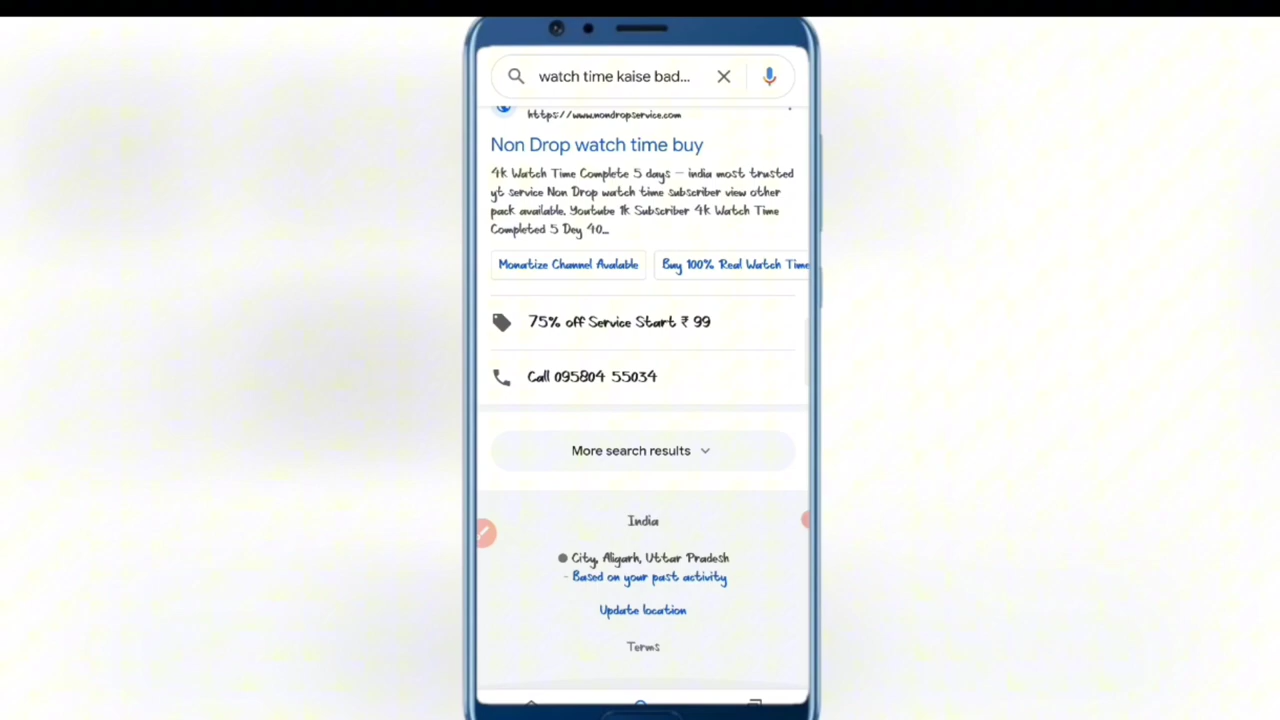 watch time kaise bad...
https://www.nondropservice.com
Non Drop watch time buy
4k Watch Time Complete 5 days — india most trusted
yt service Non Drop watch time subscriber view other
pack available. Youtube 1k Subscriber 4k Watch Time
Completed 5 Dey 40...
Monatize Channel Avalable
Buy 100% Real Watch Time
75% off Service Start ₹ 99
Call 095804 55034
More search results
India
City, Aligarh, Uttar Pradesh
- Based on your past activity
Update location
Terms